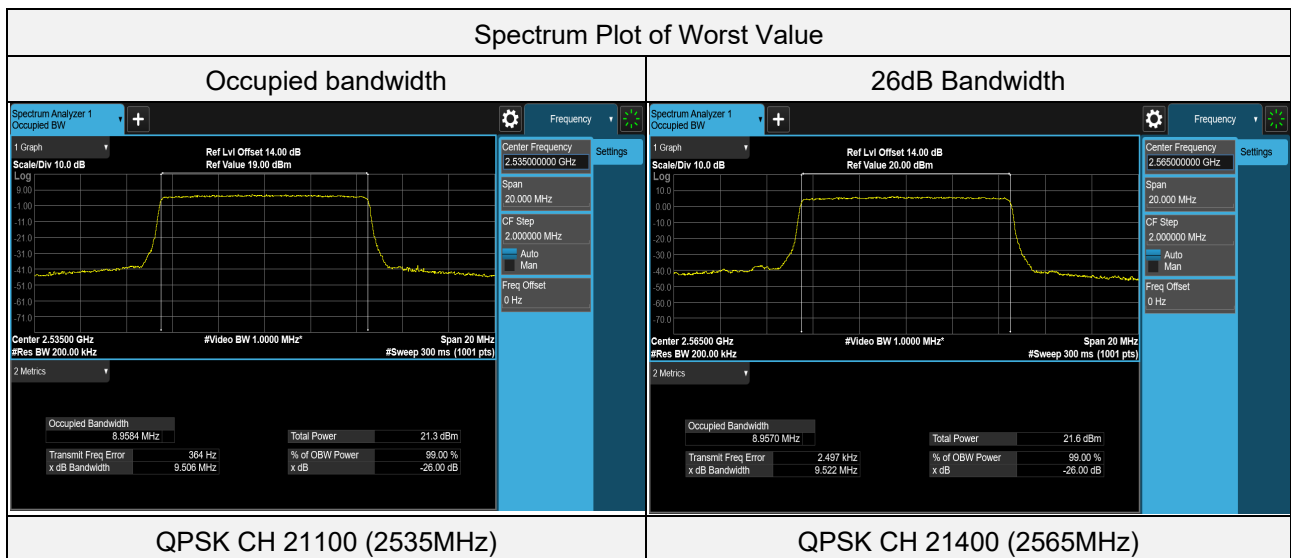 Spectrum Plot of Worst Value
Occupied bandwidth
26dB Bandwidth
Spectrum Analyzer 1
Occupied BW
+
Frequency
1 Graph
Scale/Div 10.0 dB
Ref Lvl Offset 14.00 dB
Ref Value 19.00 dBm
Log
9.00
-1.00
-11.0
-21.0
-31.0
-41.0
-51.0
-61.0
-71.0
Center 2.53500 GHz
#Res BW 200.00 kHz
#Video BW 1.0000 MHz*
Span 20 MHz
#Sweep 300 ms (1001 pts)
Center Frequency
2.535000000 GHz
Settings
Span
20.000 MHz
CF Step
2.000000 MHz
Auto
Man
Freq Offset
0 Hz
2 Metrics
Occupied Bandwidth
8.9584 MHz
Total Power 21.3 dBm
Transmit Freq Error 364 Hz
% of OBW Power 99.00 %
x dB Bandwidth 9.506 MHz
x dB -26.00 dB
Spectrum Analyzer 1
Occupied BW
+
Frequency
1 Graph
Scale/Div 10.0 dB
Ref Lvl Offset 14.00 dB
Ref Value 20.00 dBm
Log
10.0
0.00
-10.0
-20.0
-30.0
-40.0
-50.0
-60.0
-70.0
Center 2.56500 GHz
#Res BW 200.00 kHz
#Video BW 1.0000 MHz*
Span 20 MHz
#Sweep 300 ms (1001 pts)
Center Frequency
2.565000000 GHz
Settings
Span
20.000 MHz
CF Step
2.000000 MHz
Auto
Man
Freq Offset
0 Hz
2 Metrics
Occupied Bandwidth
8.9570 MHz
Total Power 21.6 dBm
Transmit Freq Error 2.497 kHz
% of OBW Power 99.00 %
x dB Bandwidth 9.522 MHz
x dB -26.00 dB
QPSK CH 21100 (2535MHz)
QPSK CH 21400 (2565MHz)